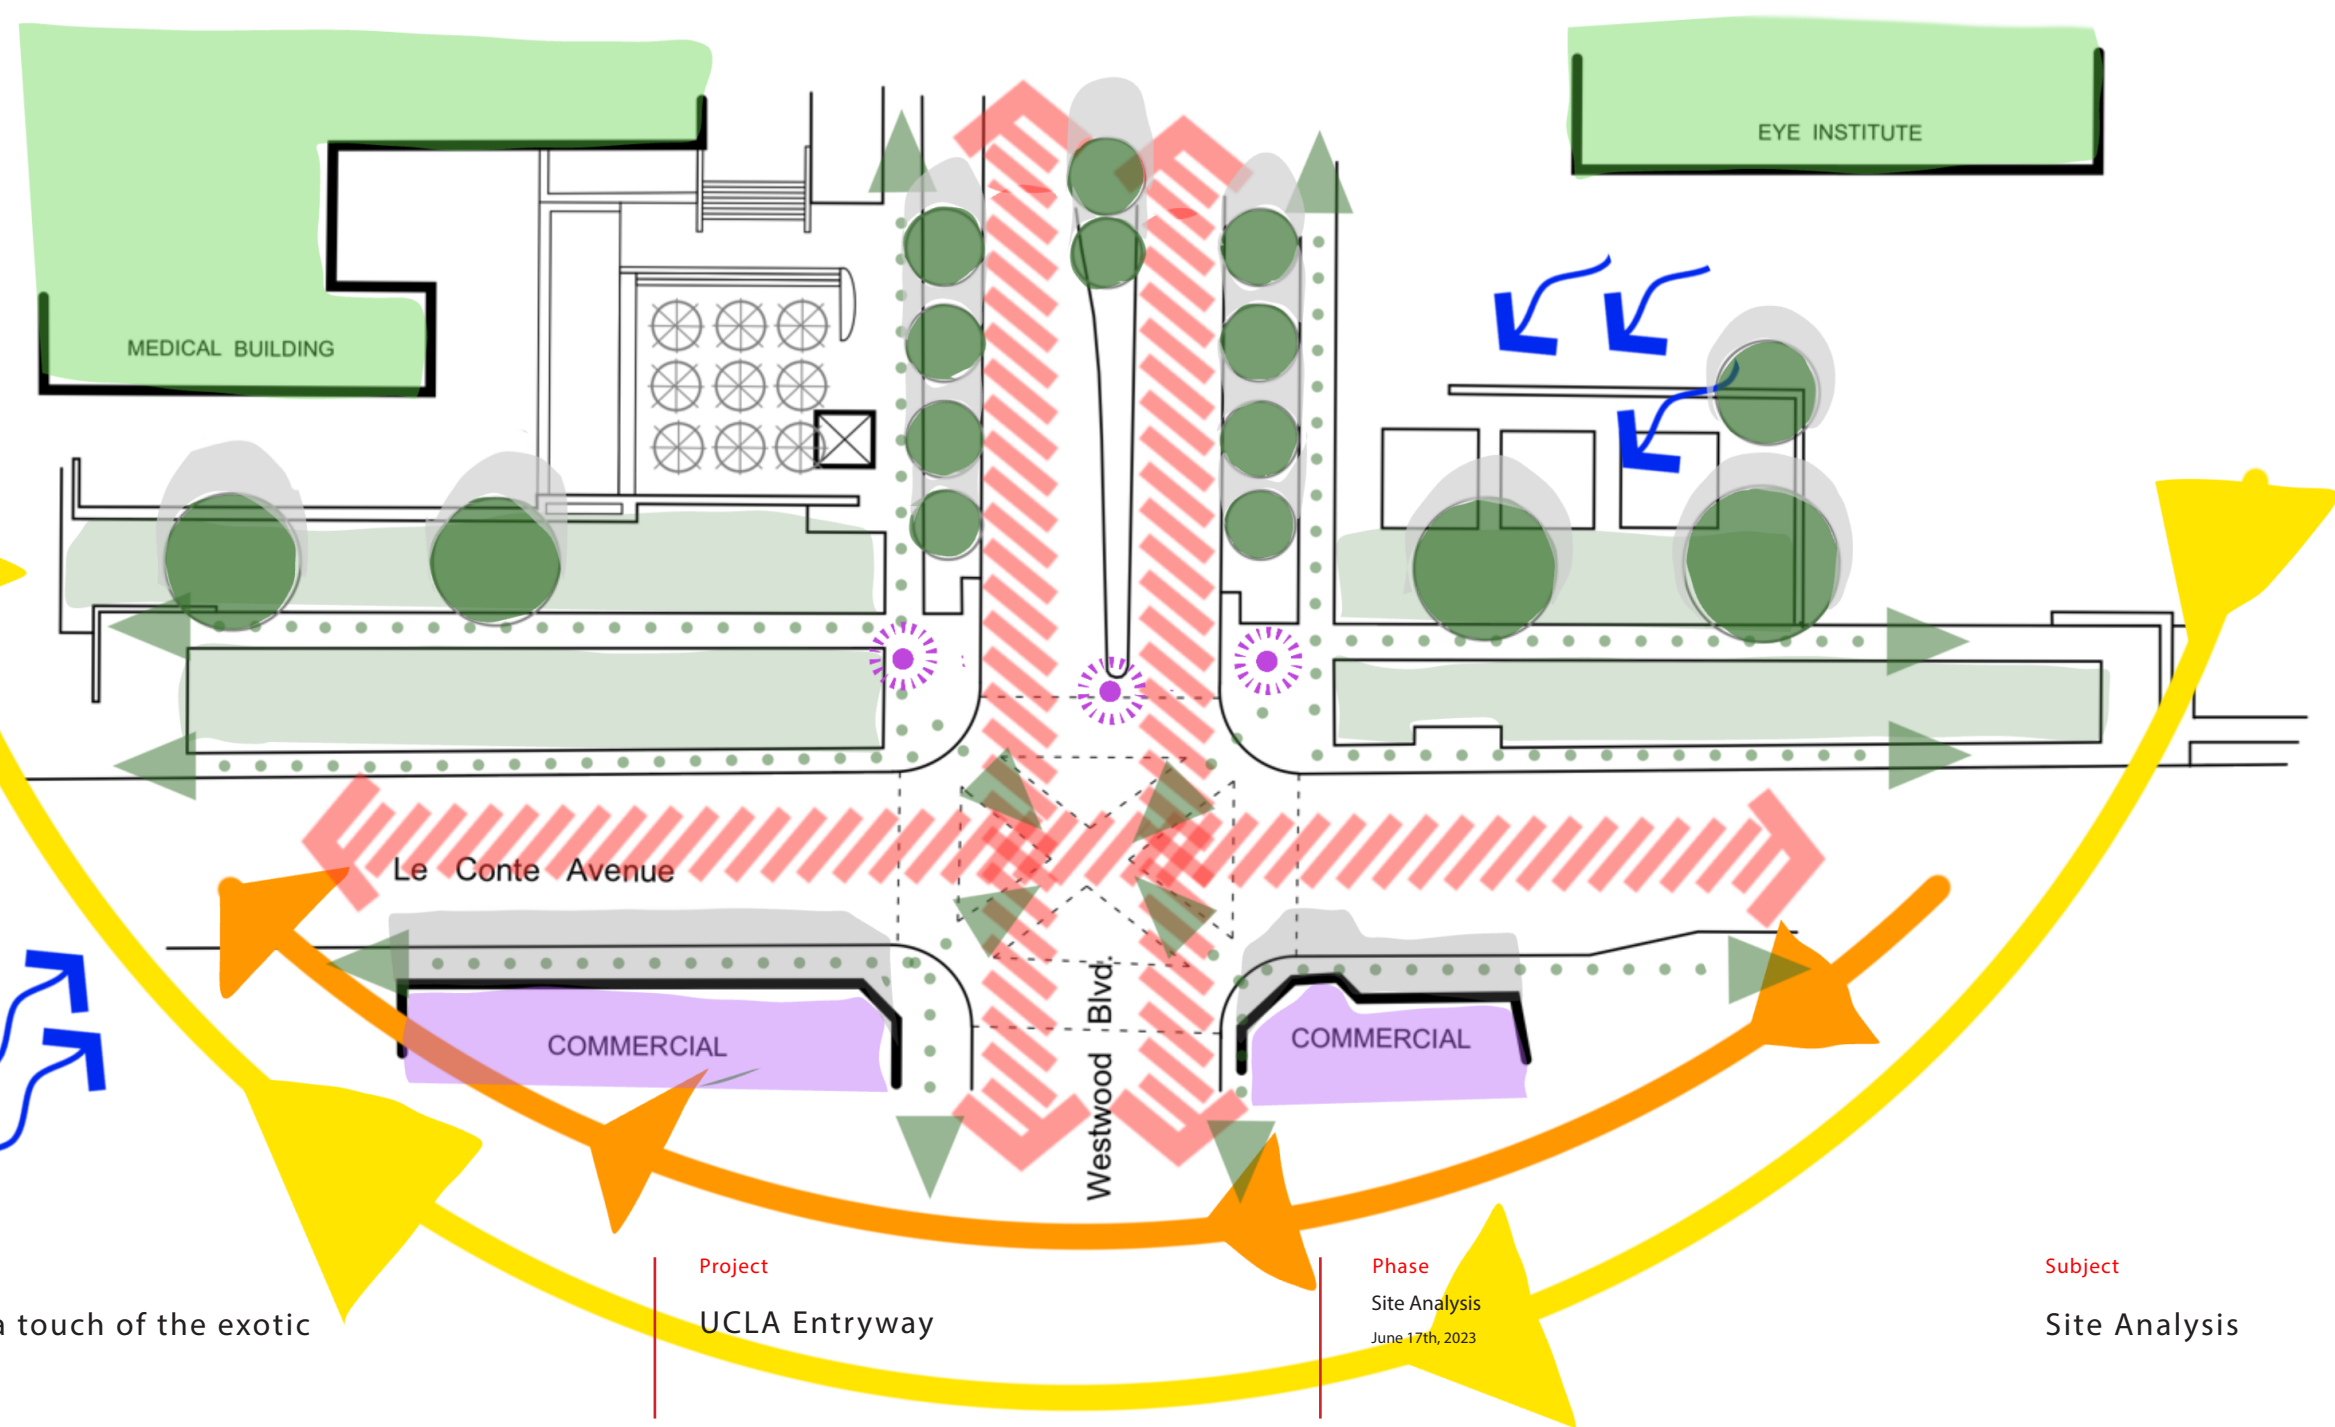 EYE INSTITUTE
MEDICAL BUILDING
Le Conte Avenue
COMMERCIAL
COMMERCIAL
Westwood Blvd.
a touch of the exotic
Project
UCLA Entryway
Phase
Site Analysis
June 17th, 2023
Subject
Site Analysis